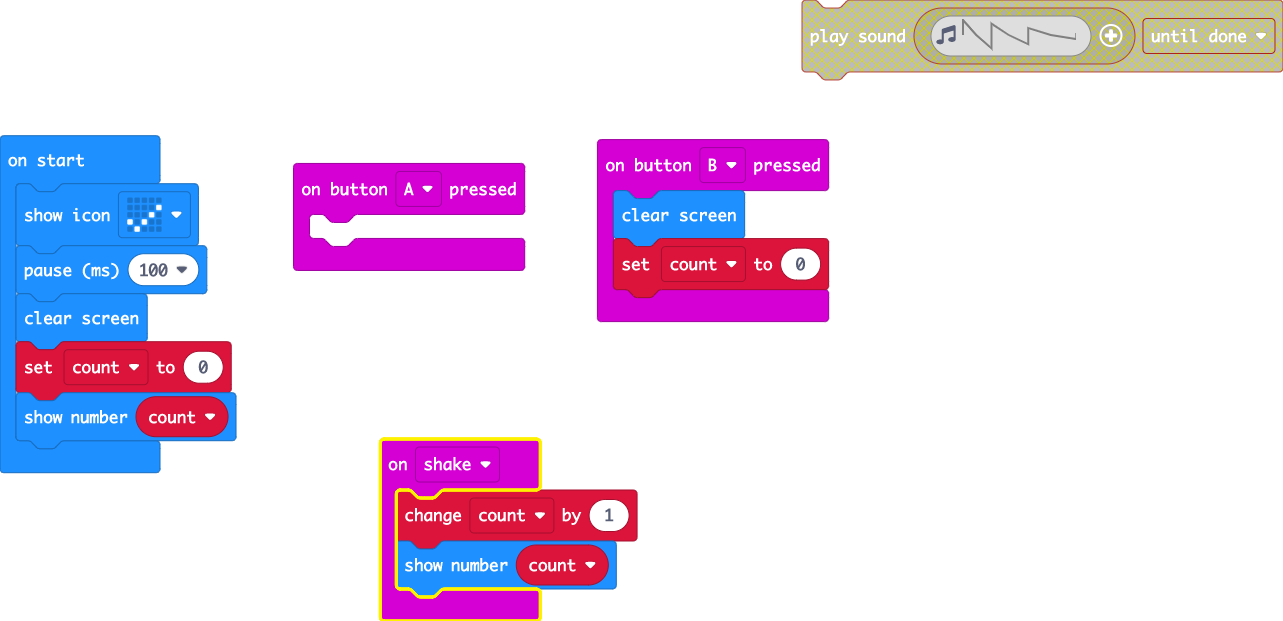 play sound until done
on start
show icon
pause (ms) 100
clear screen
set count to 0
show number count
on button A pressed
on button B pressed
clear screen
set count to 0
on shake
change count by 1
show number count